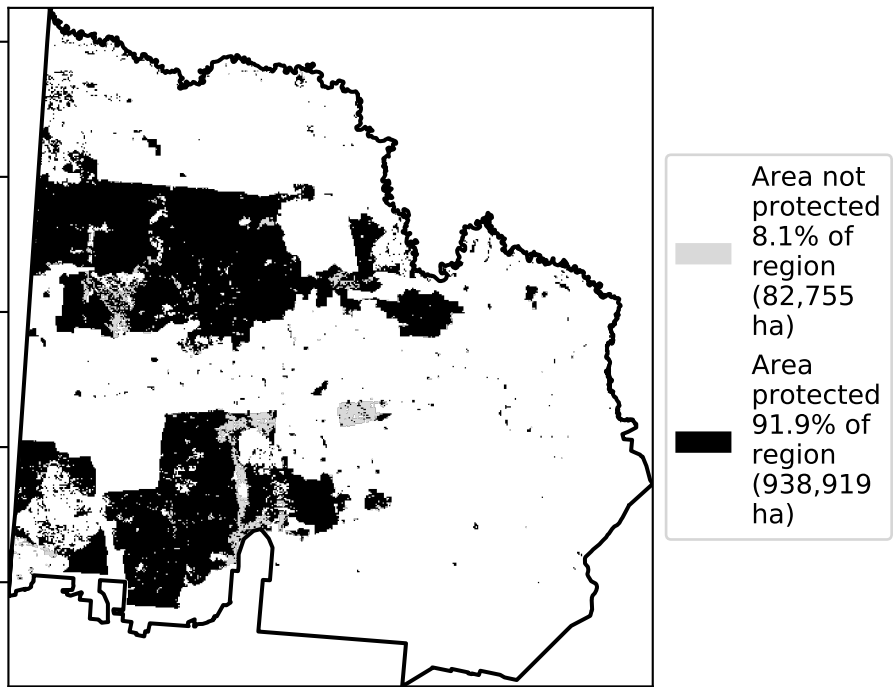 Area not
protected
8.1% of
region
(82,755
ha)
Area
protected
91.9% of
region
(938,919
ha)